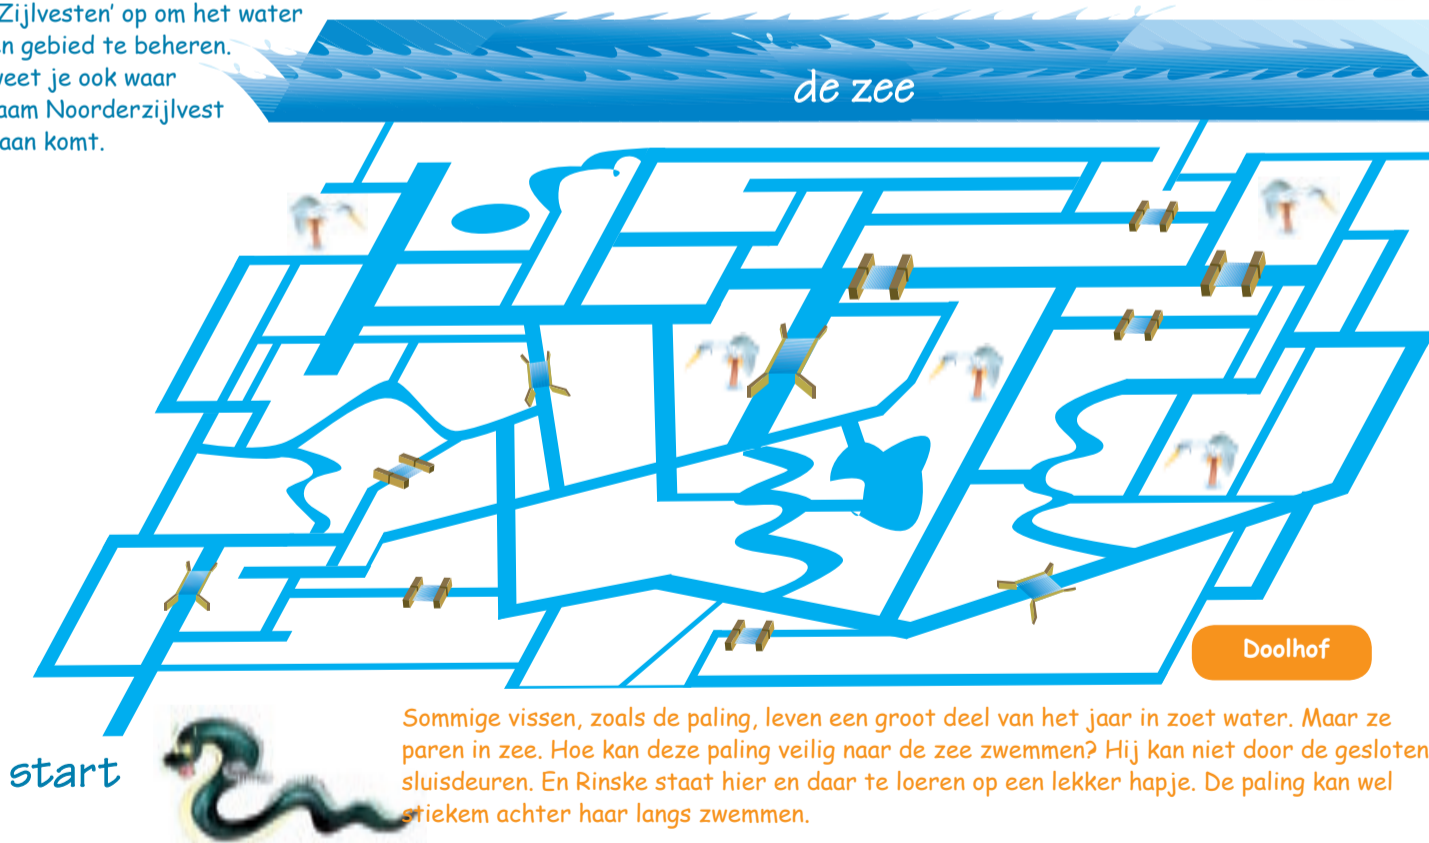 Zijlvesten’ op om het water
n gebied te beheren.
weet je ook waar
aam Noorderzijlvest
aan komt.
de zee
Doolhof
Sommige vissen, zoals de paling, leven een groot deel van het jaar in zoet water. Maar ze
paren in zee. Hoe kan deze paling veilig naar de zee zwemmen? Hij kan niet door de gesloten
sluisdeuren. En Rinske staat hier en daar te loeren op een lekker hapje. De paling kan wel
stiekem achter haar langs zwemmen.
start